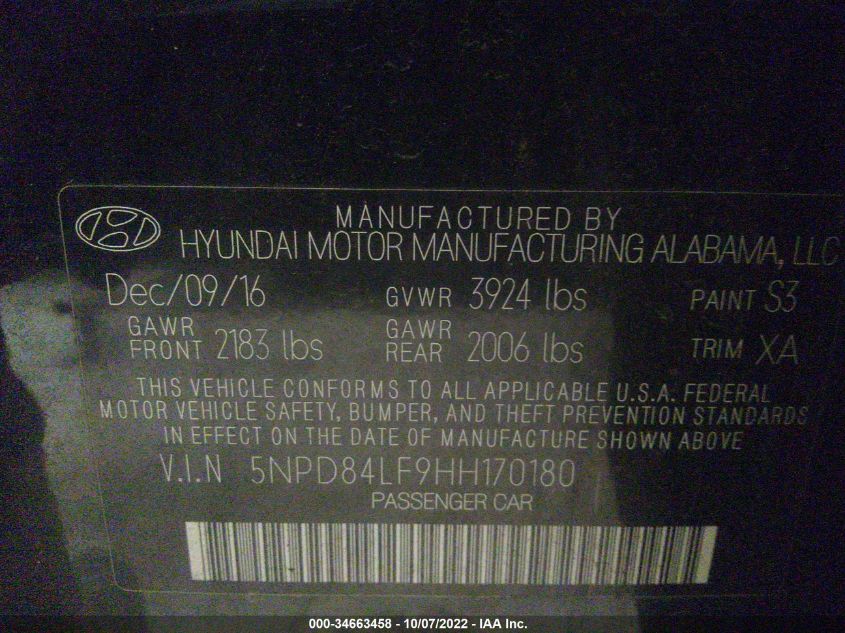 MANUFACTURED BY
HYUNDAI MOTOR MANUFACTURING ALABAMA, LLC
Dec/09/16 GVWR 3924 lbs PAINT S3
GAWR FRONT 2183 lbs GAWR REAR 2006 lbs TRIM XA
THIS VEHICLE CONFORMS TO ALL APPLICABLE U.S.A. FEDERAL
MOTOR VEHICLE SAFETY, BUMPER, AND THEFT PREVENTION STANDARDS
IN EFFECT ON THE DATE OF MANUFACTURE SHOWN ABOVE
V.I.N 5NPD84LF9HH170180
PASSENGER CAR
000-34663458 - 10/07/2022 - IAA Inc.